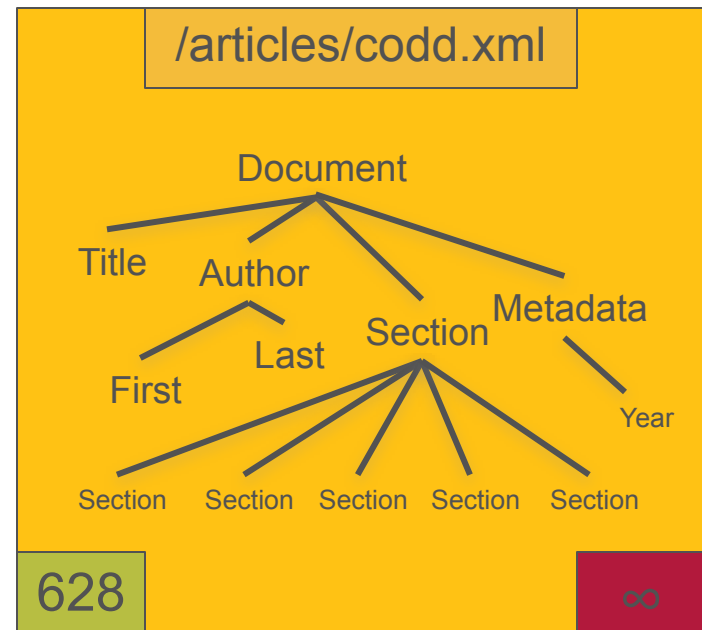 /articles/codd.xml
Document
Title
Author
Section
Metadata
First
Last
Year
Section Section Section Section Section
628
∞